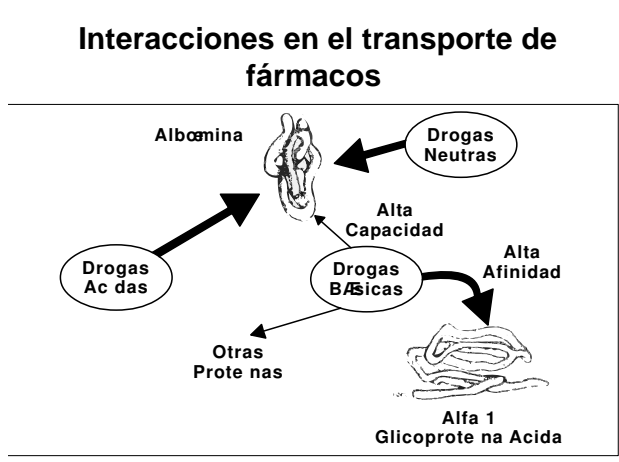 Interacciones en el transporte de
fármacos
Albœmina
Drogas
Neutras
Alta
Capacidad
Alta
Afinidad
Drogas
Ac das
Drogas
BÆsicas
Otras
Prote nas
Alfa 1
Glicoprote na Acida